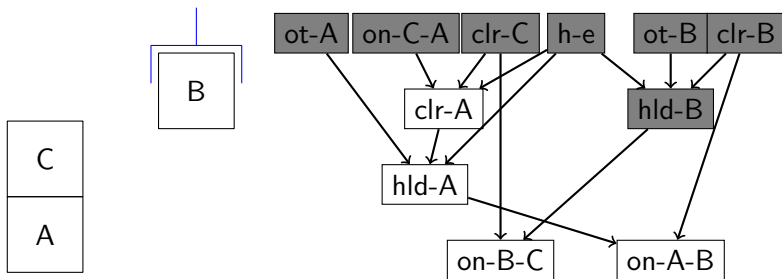 ot-A on-C-A clr-C h-e ot-B clr-B
B
clr-A hld-B
C
hld-A
A
on-B-C on-A-B